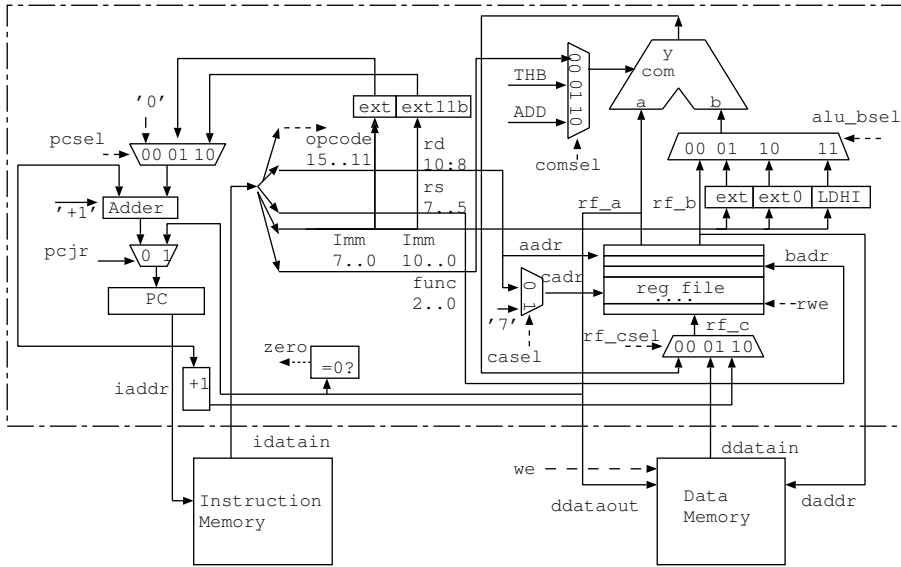 y
com
a b
THB
ADD
00 01 10
comsel
ext ext11b
'0'
pcsel
00 01 10
opcode
15..11
rd
10:8
rs
7..5
alu_bsel
00 01 10 11
ext ext0 LDHI
rf_a
rf_b
'+1'
Adder
Imm
7..0
Imm
10..0
func
2..0
pcjr
0 1
PC
aadr
cadr
badr
0 1
'7'
casel
reg file
....
rwe
rf_c
rf_csel
00 01 10
zero
=0?
+1
iaddr
idatain
ddatain
we
ddataout
daddr
Instruction
Memory
Data
Memory